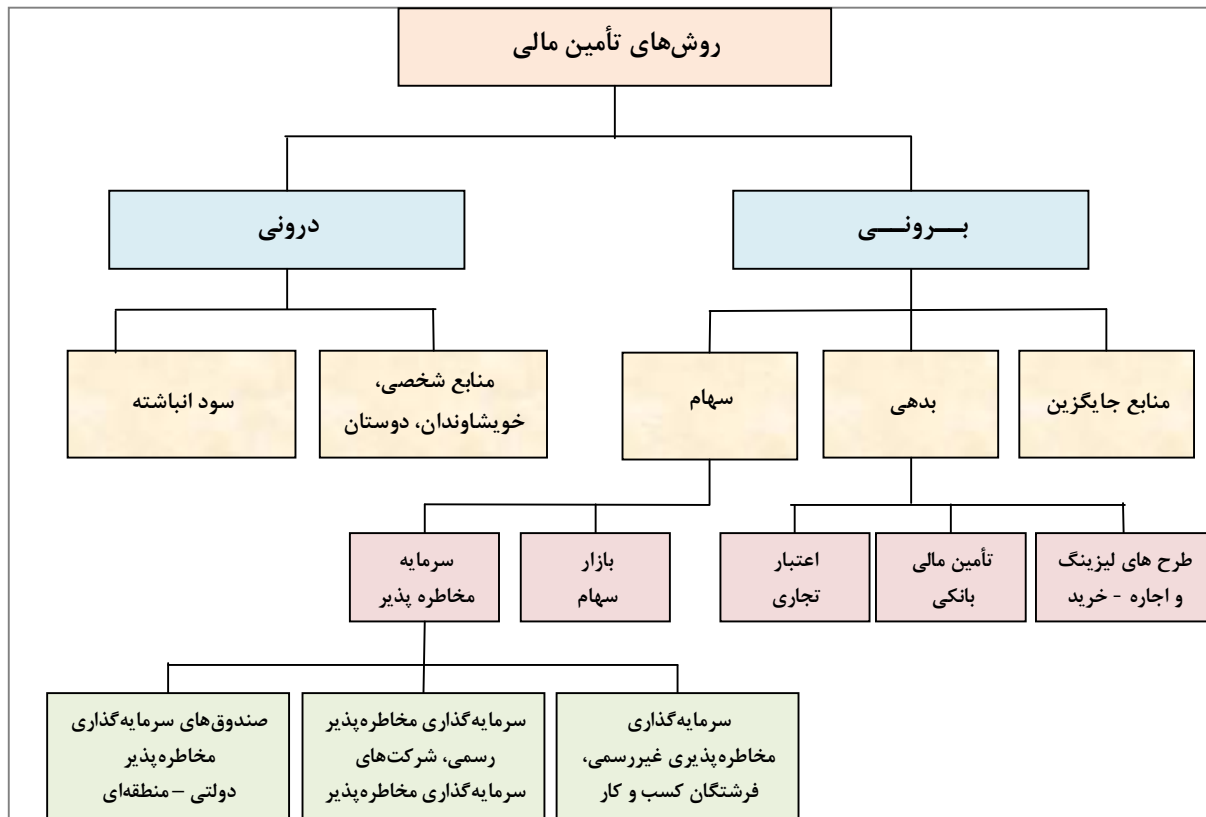 روش‌های تأمین مالی
بـــرونـــی
درونی
منابع جایگزین
بدهی
سهام
منابع شخصی،
خویشاوندان، دوستان
سود انباشته
طرح های لیزینگ
و اجاره - خرید
تأمین مالی
بانکی
اعتبار
تجاری
بازار
سهام
سرمایه
مخاطره پذیر
سرمایه‌گذاری
مخاطره‌پذیری غیررسمی،
فرشتگان کسب و کار
سرمایه‌گذاری مخاطره‌پذیر
رسمی، شرکت‌های
سرمایه‌گذاری مخاطره‌پذیر
صندوق‌های سرمایه‌گذاری
مخاطره‌پذیر
دولتی – منطقه‌ای